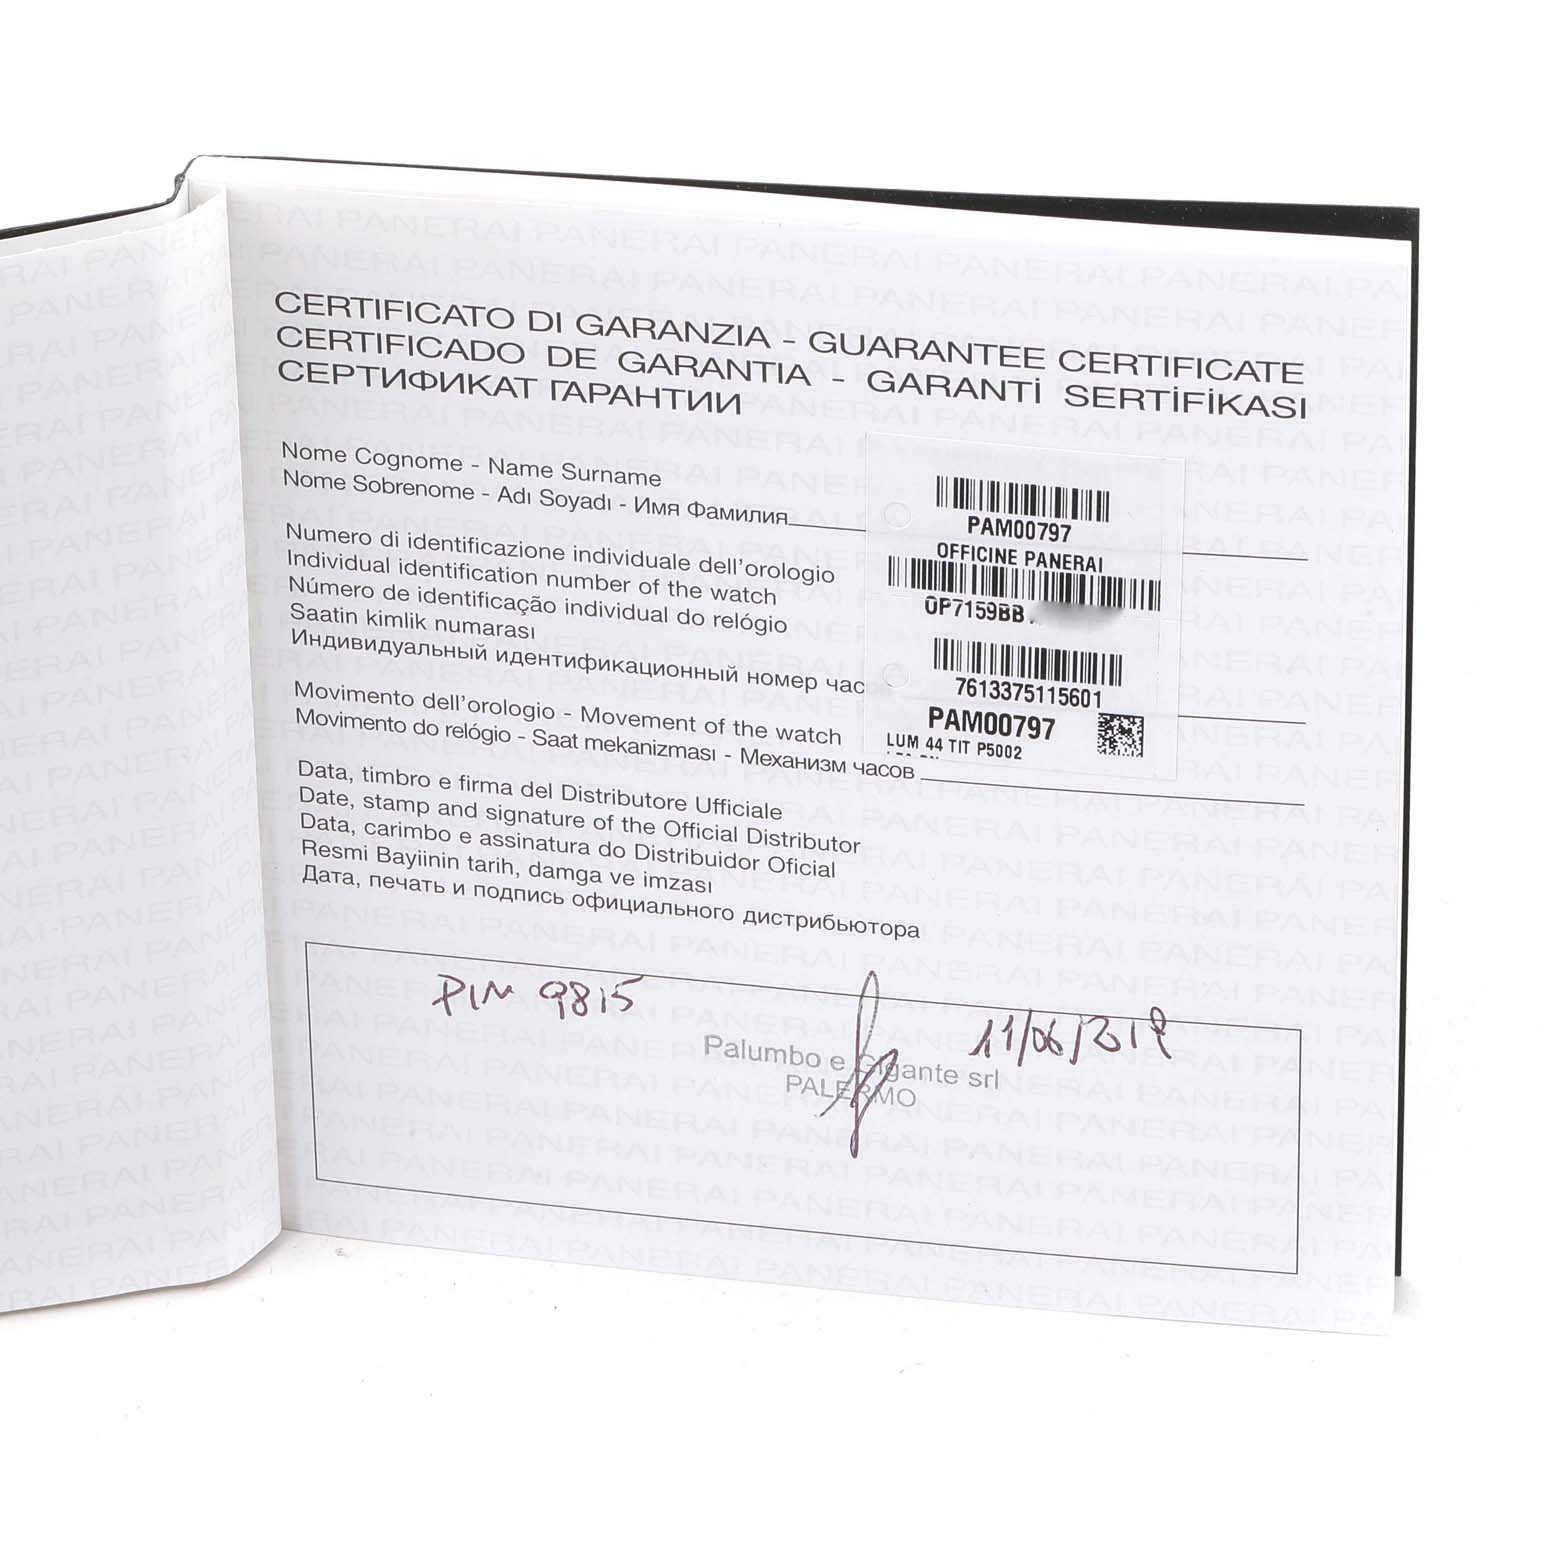 CERTIFICATO DI GARANZIA - GUARANTEE CERTIFICATE
CERTIFICADO DE GARANTIA - GARANTİ SERTİFİKASI
СЕРТИФИКАТ ГАРАНТИИ
Nome Cognome - Name Surname
Nome Sobrenome - Adı Soyadı - Имя Фамилия
Numero di identificazione individuale dell'orologio
Individual identification number of the watch
Número de identificação individual do relógio
Saatin kimlik numarası
Индивидуальный идентификационный номер часов
PAM00797
OFFICINE PANERAI
OP7159BB
7613375115601
PAM00797
LUM 44 TIT P5002
Movimento dell'orologio - Movement of the watch
Movimento do relógio - Saat mekanizması - Механизм часов
Data, timbro e firma del Distributore Ufficiale
Date, stamp and signature of the Official Distributor
Data, carimbo e assinatura do Distribuidor Oficial
Resmi Bayiinin tarih, damga ve imzası
Дата, печать и подпись официального дистрибьютора
PIN 9815
11/06/2019
Palumbo e Gigante srl
PALERMO